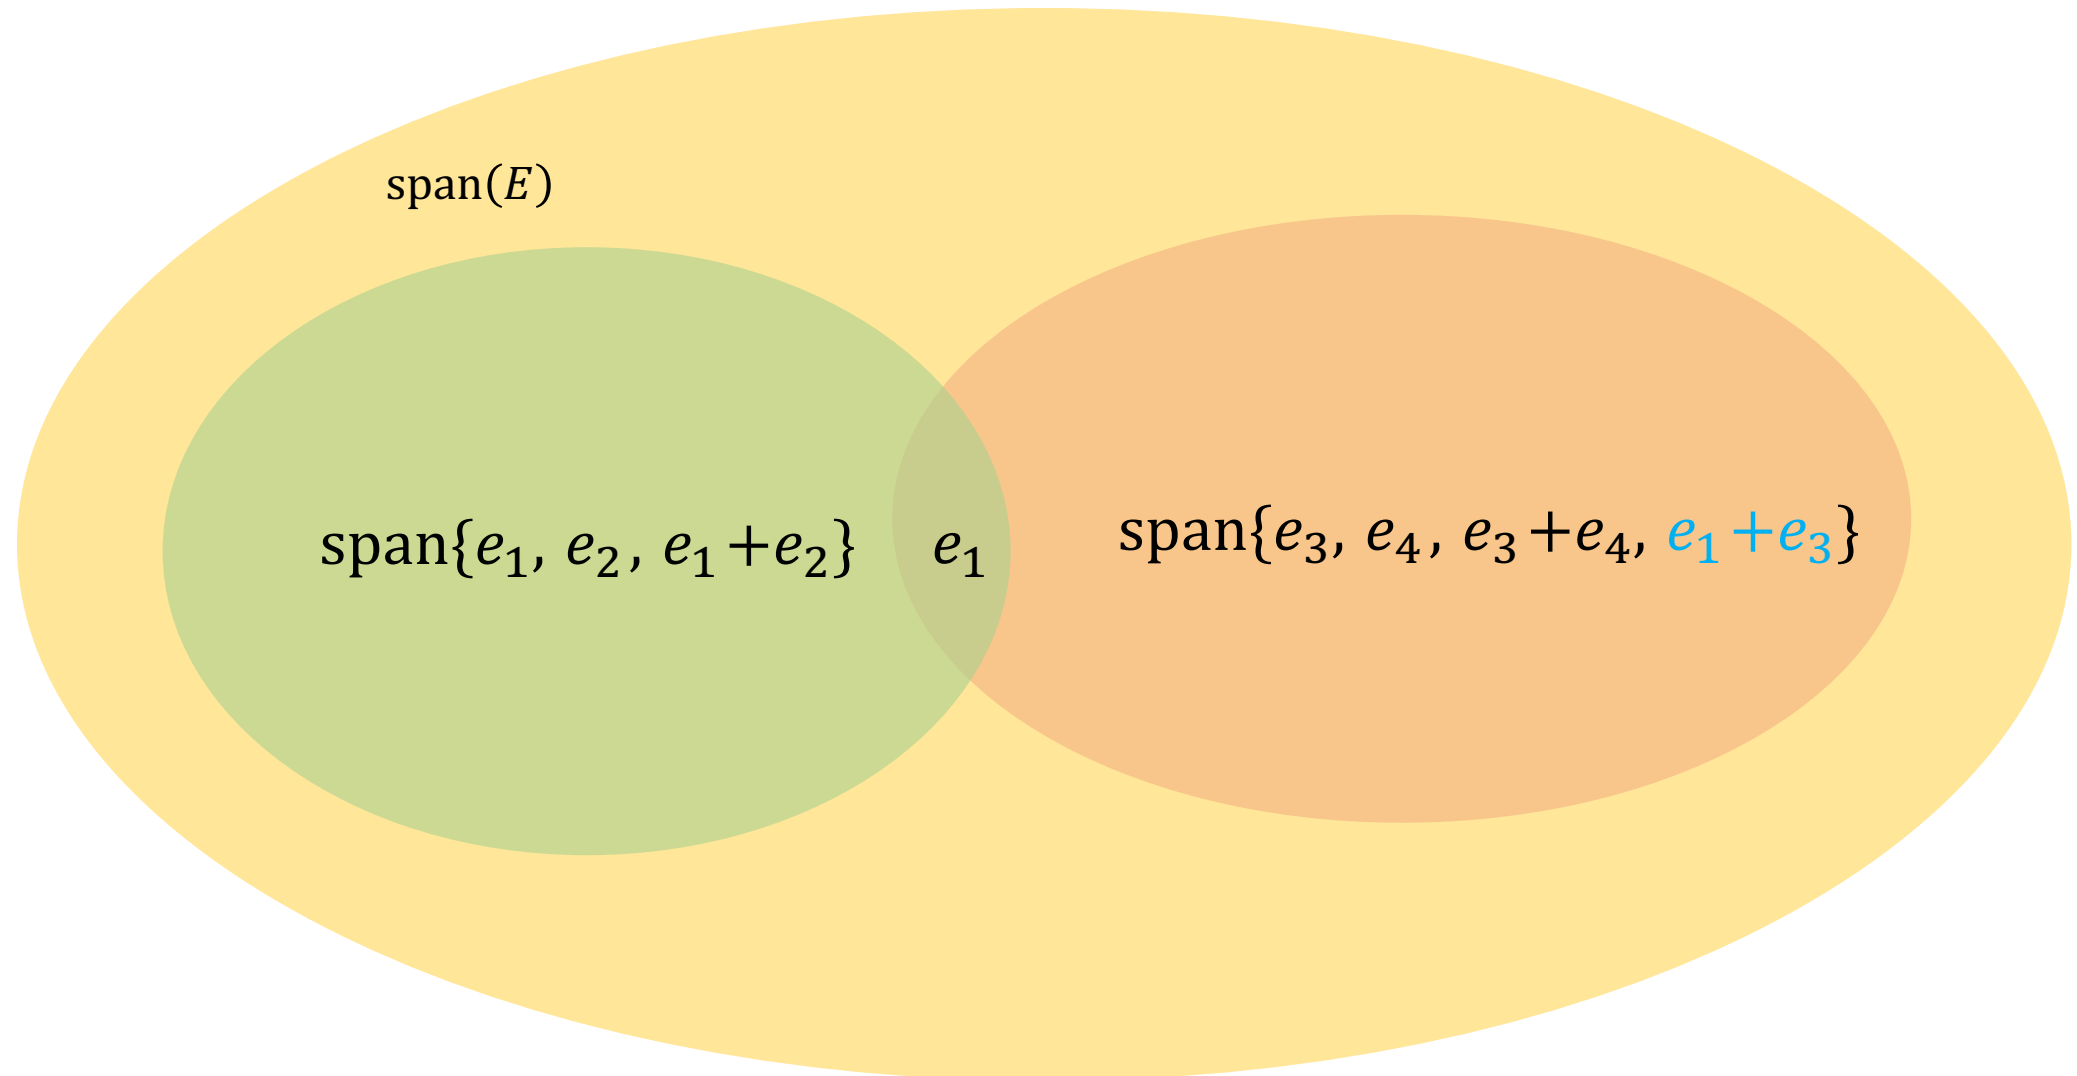 span(E)
span{e₁, e₂, e₁+e₂}
e₁
span{e₃, e₄, e₃+e₄, e₁+e₃}